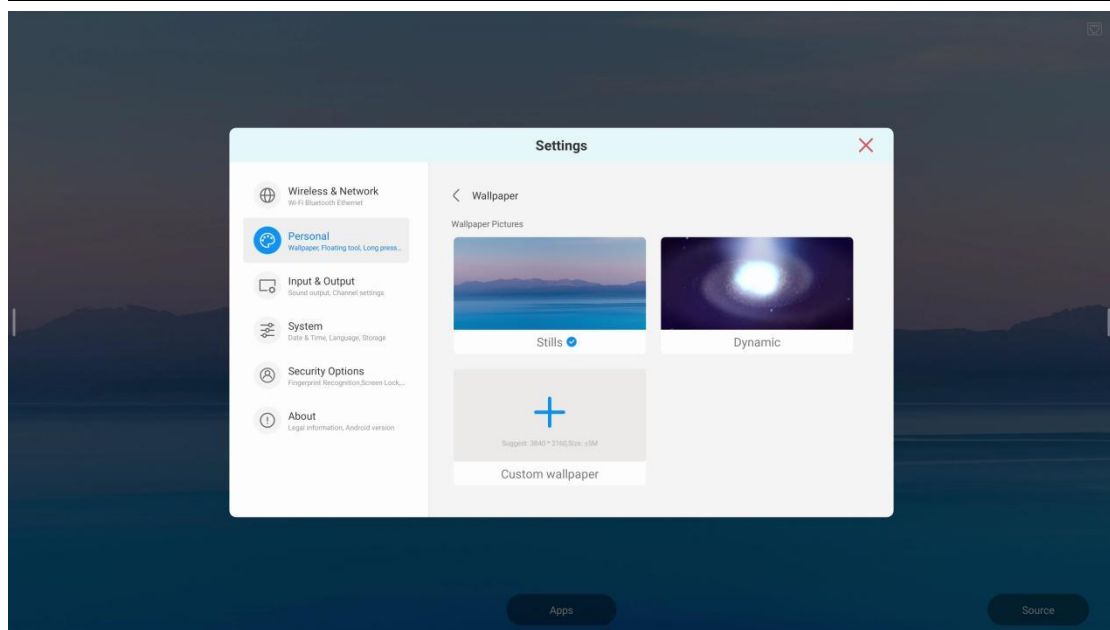 Settings
Wireless & Network
Wi-Fi Bluetooth Ethernet
Personal
Wallpaper, Floating tool, Long press...
Input & Output
Sound output, Channel settings
System
Date & Time, Language, Storage
Security Options
Fingerprint Recognition,Screen Lock,...
About
Legal information, Android version
Wallpaper
Wallpaper Pictures
Stills
Dynamic
Suggest: 3840 * 2160,Size: ≤5M
Custom wallpaper
Apps
Source